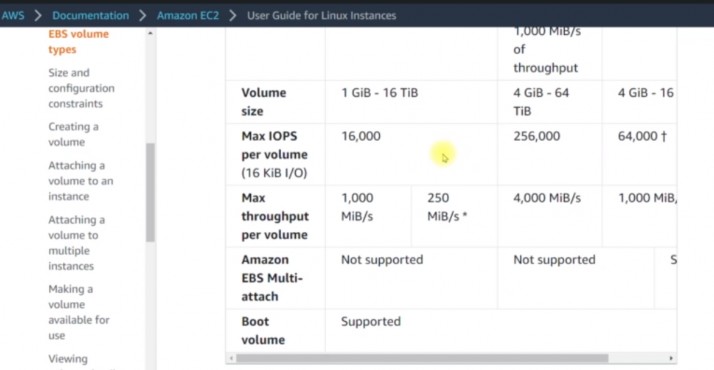 AWS > Documentation > Amazon EC2 > User Guide for Linux Instances
EBS volume
types
Size and
configuration
constraints
Creating a
volume
Attaching a
volume to an
instance
Attaching a
volume to
multiple
instances
Making a
volume
available for
use
Viewing
1,000 MiB/s
of
throughput
Volume
size
1 GiB - 16 TiB
4 GiB - 64
TiB
4 GiB - 16
Max IOPS
per volume
(16 KiB I/O)
16,000
256,000
64,000 †
Max
throughput
per volume
1,000
MiB/s
250
MiB/s *
4,000 MiB/s
1,000 MiB,
Amazon
EBS Multi-
attach
Not supported
Not supported
S
Boot
volume
Supported